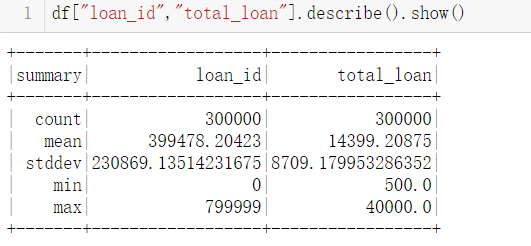 1 df["loan_id","total_loan"].describe().show()
+-------+------------------+-----------------+
|summary|           loan_id|       total_loan|
+-------+------------------+-----------------+
|  count|            300000|           300000|
|   mean|      399478.20423|      14399.20875|
| stddev|230869.13514231675|8709.179953286352|
|    min|                 0|            500.0|
|    max|            799999|          40000.0|
+-------+------------------+-----------------+